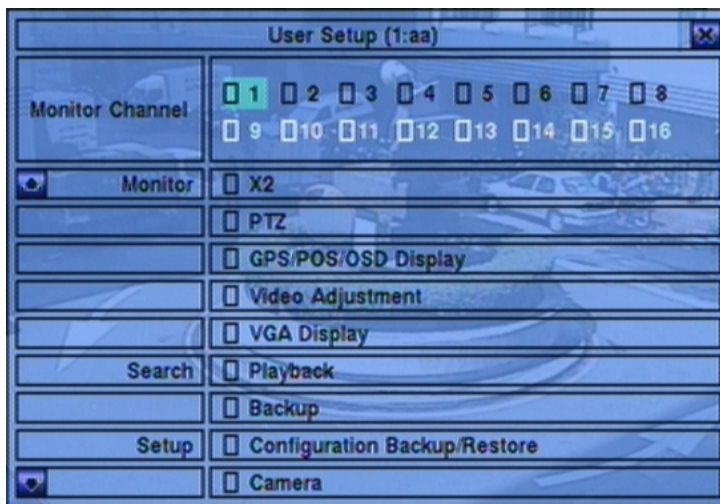 User Setup (1:aa)
Monitor Channel
1 2 3 4 5 6 7 8
9 10 11 12 13 14 15 16
Monitor X2
PTZ
GPS/POS/OSD Display
Video Adjustment
VGA Display
Search Playback
Backup
Setup Configuration Backup/Restore
Camera